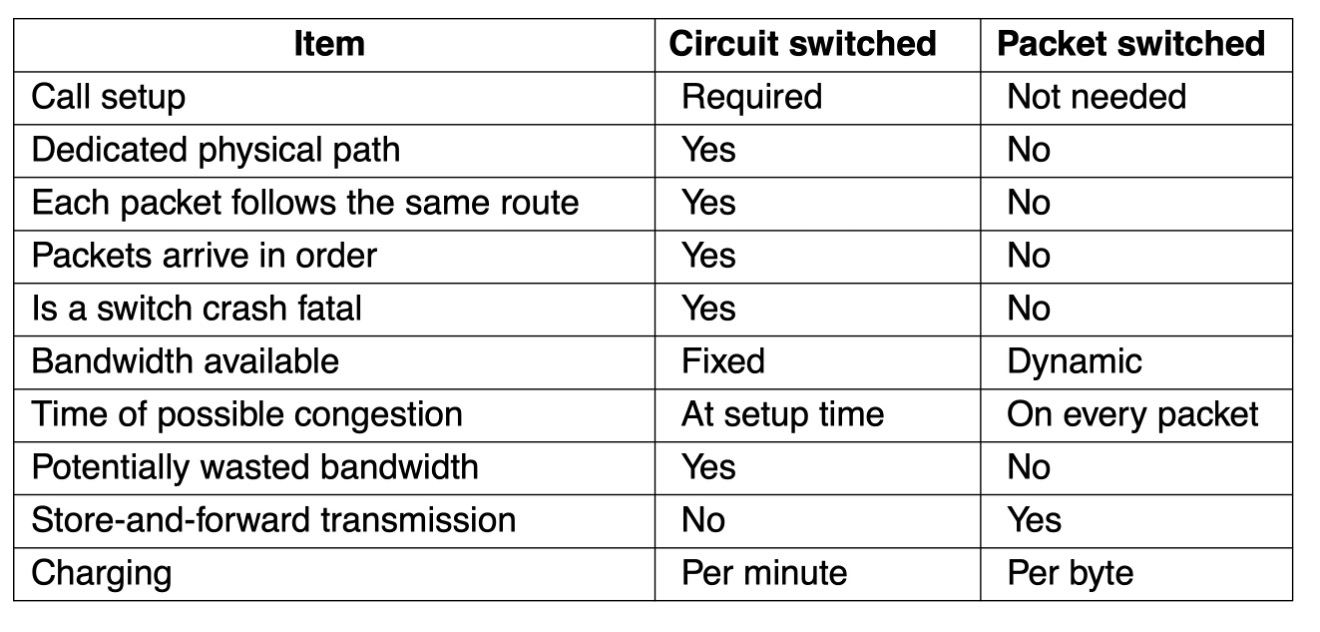 Item Circuit switched Packet switched
Call setup Required Not needed
Dedicated physical path Yes No
Each packet follows the same route Yes No
Packets arrive in order Yes No
Is a switch crash fatal Yes No
Bandwidth available Fixed Dynamic
Time of possible congestion At setup time On every packet
Potentially wasted bandwidth Yes No
Store-and-forward transmission No Yes
Charging Per minute Per byte